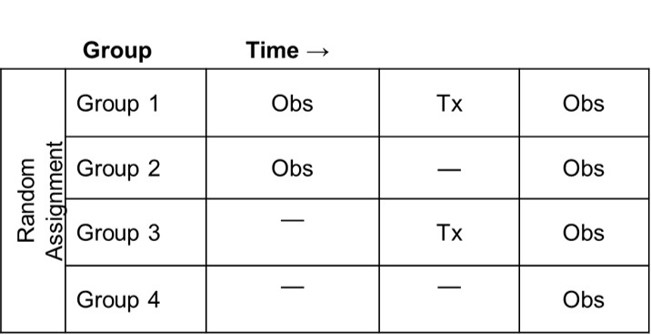 Group Time →
Random
Assignment
Group 1 Obs Tx Obs
Group 2 Obs — Obs
Group 3 — Tx Obs
Group 4 — — Obs